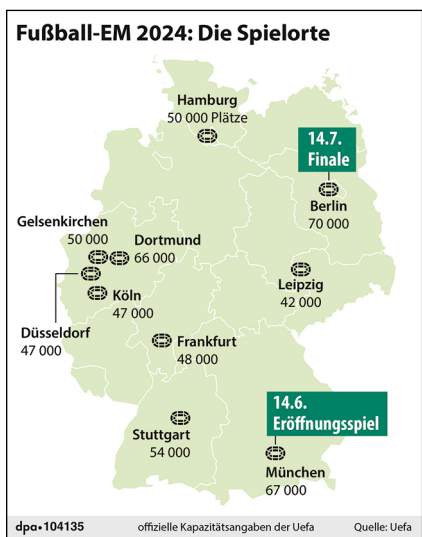 Fußball-EM 2024: Die Spielorte
Hamburg
50 000 Plätze
14.7.
Finale
Berlin
70 000
Gelsenkirchen
50 000
Dortmund
66 000
Leipzig
42 000
Köln
47 000
Düsseldorf
47 000
Frankfurt
48 000
14.6.
Eröffnungsspiel
Stuttgart
54 000
München
67 000
dpa•104135
offizielle Kapazitätsangaben der Uefa
Quelle: Uefa